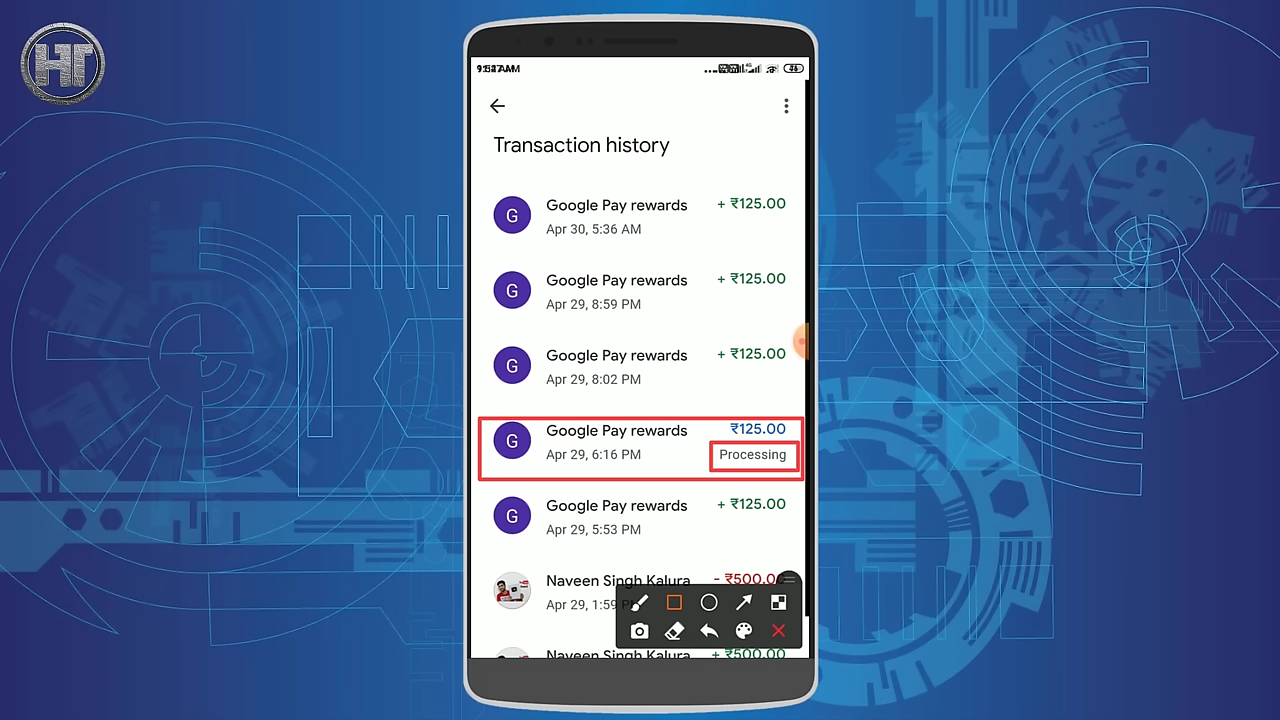 HT
Transaction history
Google Pay rewards + ₹125.00
Apr 30, 5:36 AM
Google Pay rewards + ₹125.00
Apr 29, 8:59 PM
Google Pay rewards + ₹125.00
Apr 29, 8:02 PM
Google Pay rewards ₹125.00
Apr 29, 6:16 PM Processing
Google Pay rewards + ₹125.00
Apr 29, 5:53 PM
Naveen Singh Kalura - ₹500.0
Apr 29, 1:59 P
Naveen Singh Kalura + ₹500.00
G
G
G
G
G
46